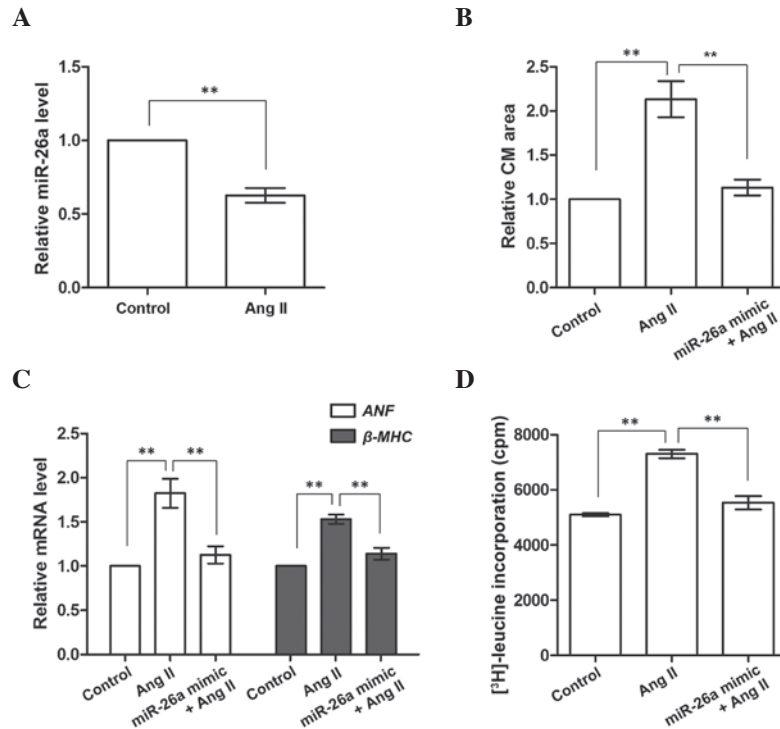 A
Relative miR-26a level
1.5
1.0
0.5
0.0
**
Control
Ang II
B
Relative CM area
2.5
2.0
1.5
1.0
0.5
0.0
**
**
Control
Ang II
miR-26a mimic
+ Ang II
C
ANF
β-MHC
Relative mRNA level
2.5
2.0
1.5
1.0
0.5
0.0
**
**
**
**
Control
Ang II
miR-26a mimic
+ Ang II
Control
Ang II
miR-26a mimic
+ Ang II
D
[³H]-leucine incorporation (cpm)
8000
6000
4000
2000
0
**
**
Control
Ang II
miR-26a mimic
+ Ang II